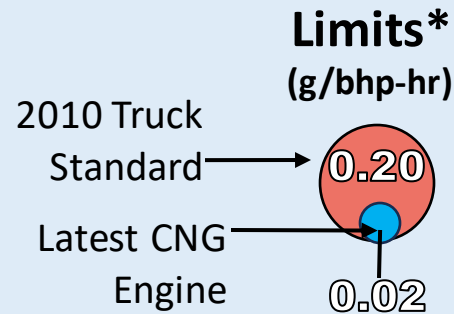 Limits*
(g/bhp-hr)
2010 Truck
Standard
0.20
Latest CNG
Engine
0.02